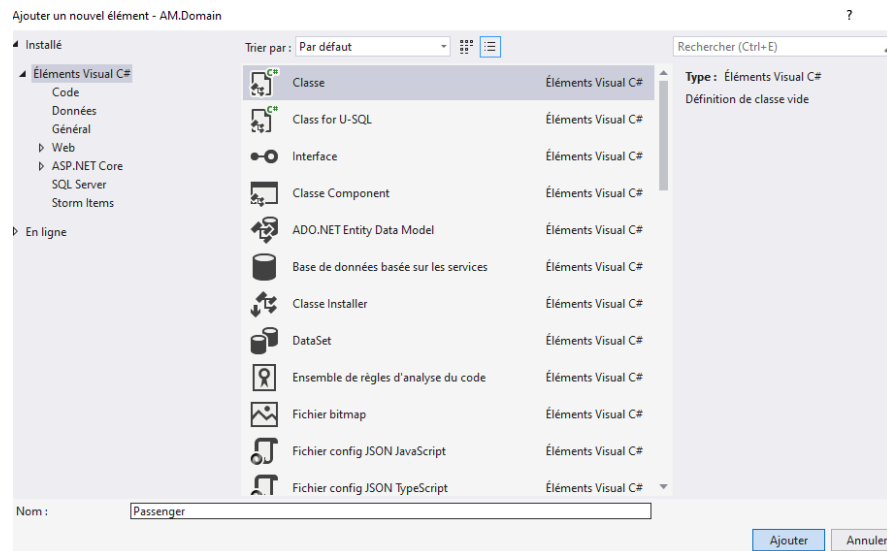 Ajouter un nouvel élément - AM.Domain ?
Installé
Trier par : Par défaut
Rechercher (Ctrl+E)
Éléments Visual C#
Code
Données
Général
Web
ASP.NET Core
SQL Server
Storm Items
En ligne
C# Classe Éléments Visual C#
C# Class for U-SQL Éléments Visual C#
Interface Éléments Visual C#
Classe Component Éléments Visual C#
ADO.NET Entity Data Model Éléments Visual C#
Base de données basée sur les services Éléments Visual C#
Classe Installer Éléments Visual C#
DataSet Éléments Visual C#
Ensemble de règles d'analyse du code Éléments Visual C#
Fichier bitmap Éléments Visual C#
Fichier config JSON JavaScript Éléments Visual C#
Fichier config JSON TypeScript Éléments Visual C#
Type : Éléments Visual C#
Définition de classe vide
Nom : Passenger
Ajouter Annuler